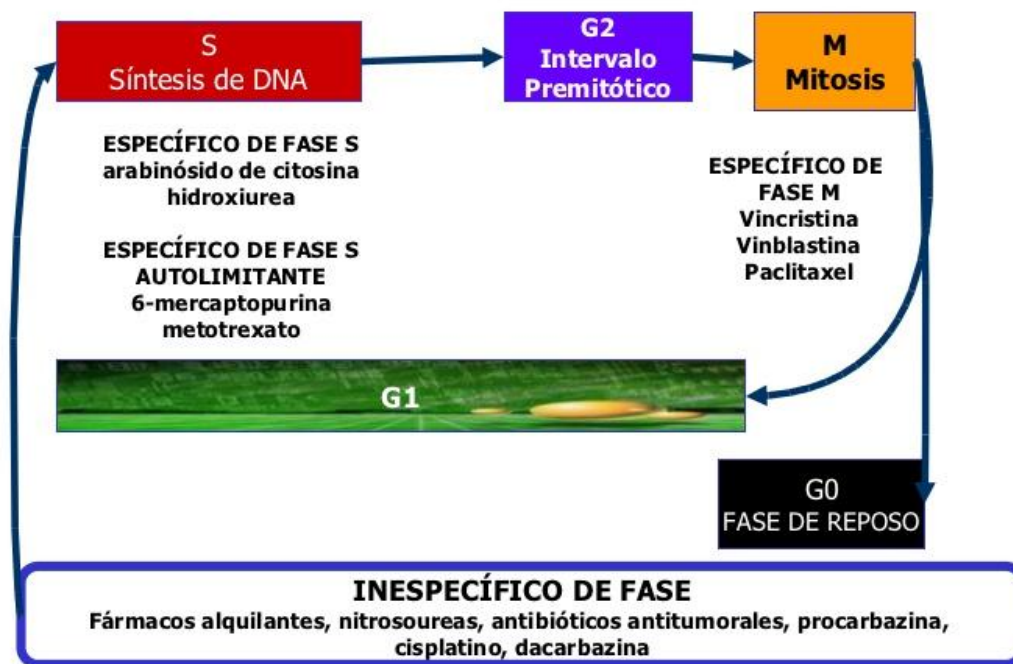 S
Síntesis de DNA
G2
Intervalo
Premitótico
M
Mitosis
ESPECÍFICO DE FASE S
arabinósido de citosina
hidroxiurea
ESPECÍFICO DE FASE S
AUTOLIMITANTE
6-mercaptopurina
metotrexato
ESPECÍFICO DE
FASE M
Vincristina
Vinblastina
Paclitaxel
G1
G0
FASE DE REPOSO
INESPECÍFICO DE FASE
Fármacos alquilantes, nitrosoureas, antibióticos antitumorales, procarbazina,
cisplatino, dacarbazina